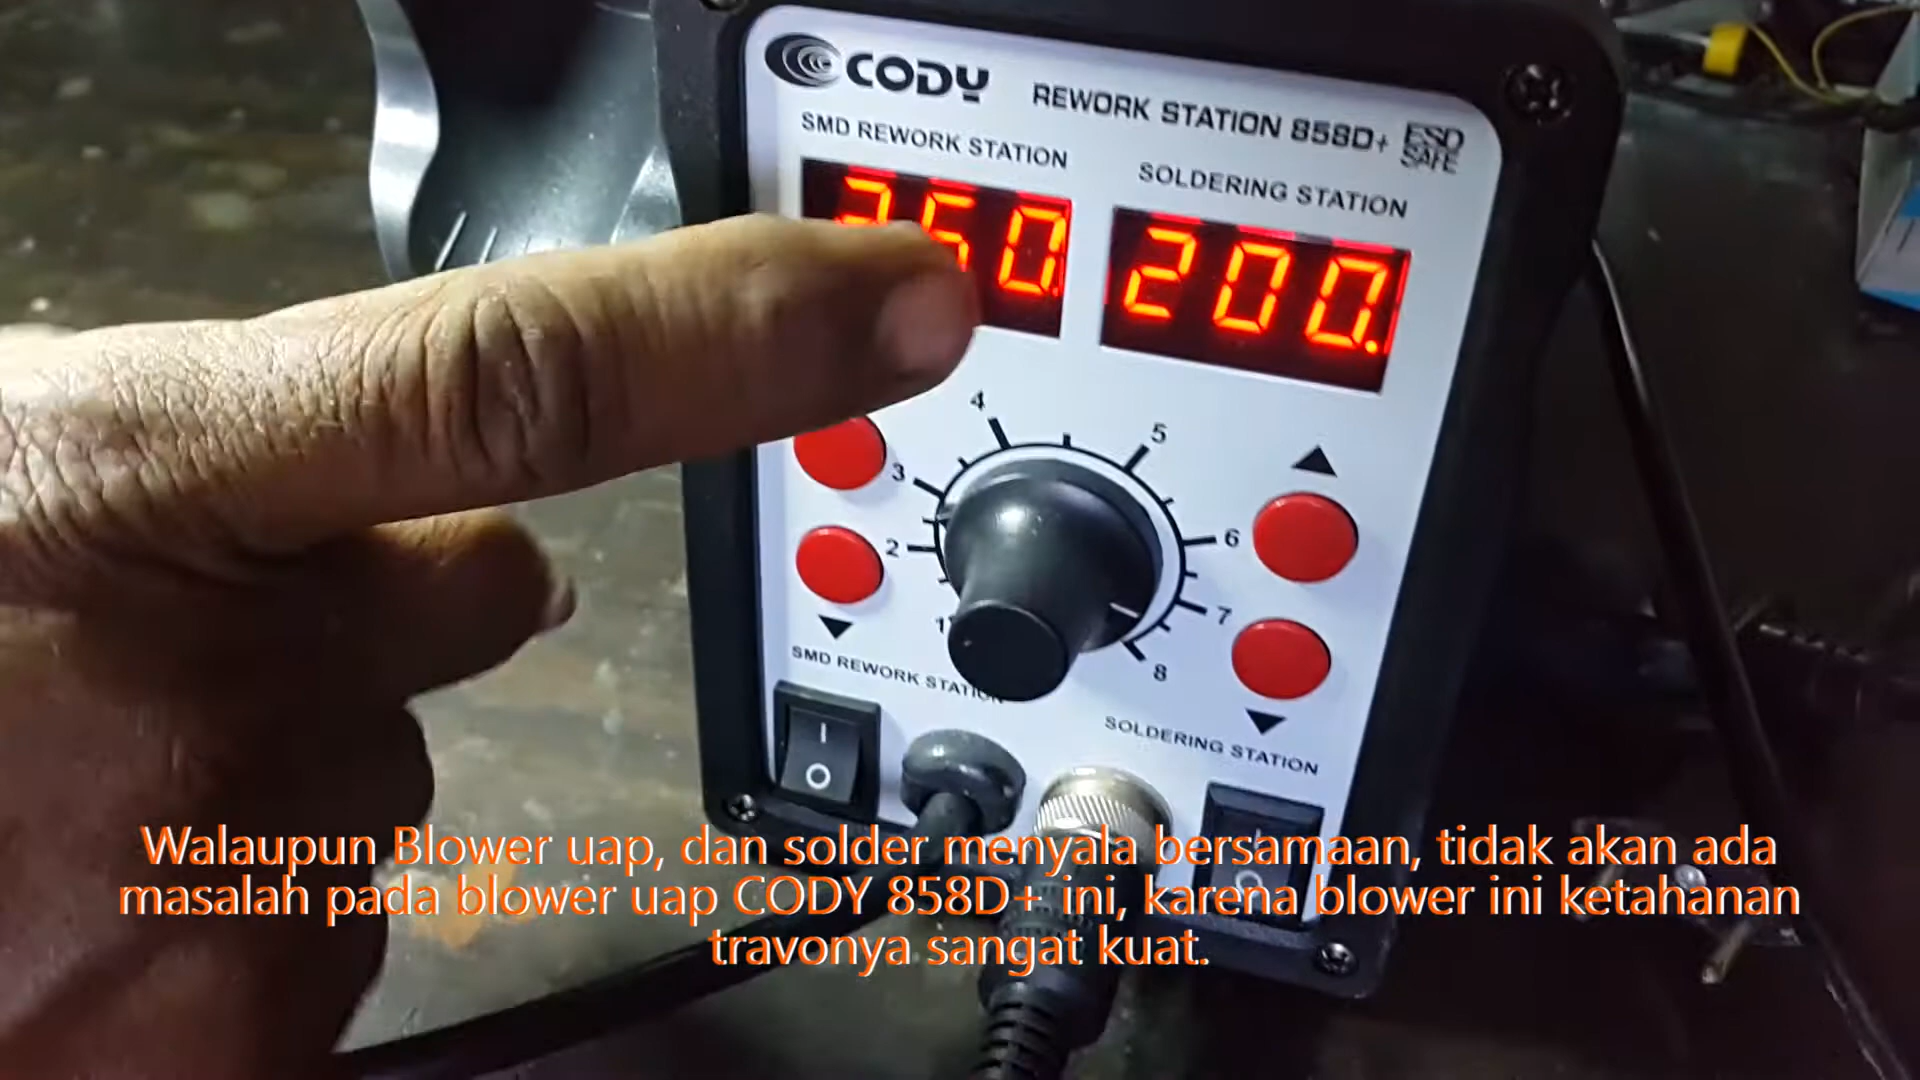 CODY
REWORK STATION 858D+
ESD
SAFE
SMD REWORK STATION
SOLDERING STATION
200.
4
5
3
6
2
7
1
8
SMD REWORK STATION
SOLDERING STATION
Walaupun Blower uap, dan solder menyala bersamaan, tidak akan ada
masalah pada blower uap CODY 858D+ ini, karena blower ini ketahanan
travonya sangat kuat.